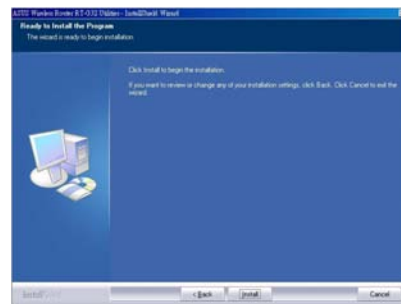 ASUS Wireless Router RT-G32 Utilities - InstallShield Wizard
Ready to Install the Program
The wizard is ready to begin installation.
Click Install to begin the installation.
If you want to review or change any of your installation settings, click Back. Click Cancel to exit the
wizard.
InstallShield
< Back
Install
Cancel